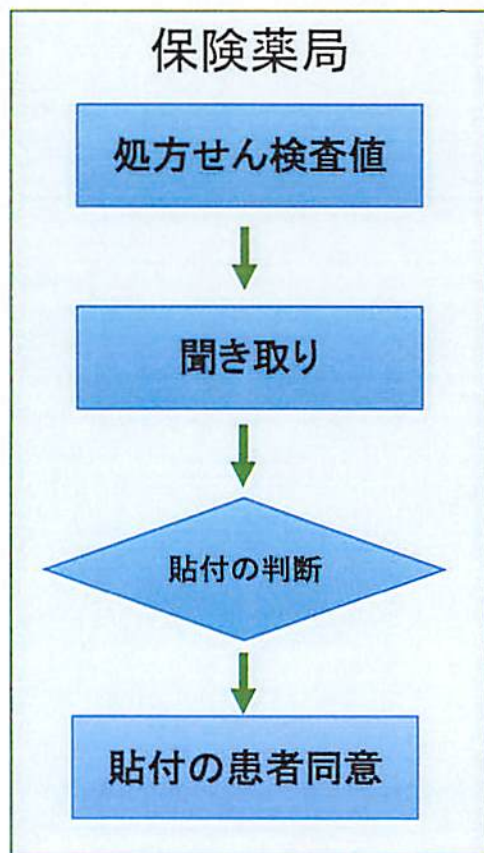 保険薬局
処方せん検査値
聞き取り
貼付の判断
貼付の患者同意